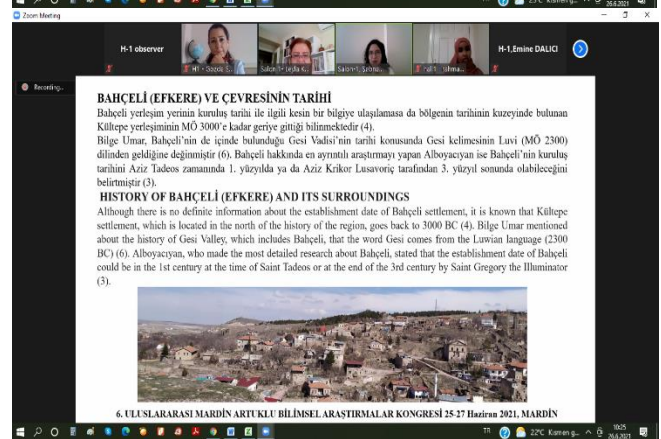 Zoom Meeting
H-1 observer
H-1,Emine DALICI
Recording...
BAHÇELİ (EFKERE) VE ÇEVRESİNİN TARİHİ
Bahçeli yerleşim yerinin kuruluş tarihi ile ilgili kesin bir bilgiye ulaşılamasa da bölgenin tarihinin kuzeyinde bulunan
Kültepe yerleşiminin MÖ 3000'e kadar geriye gittiği bilinmektedir (4).
Bilge Umar, Bahçeli'nin de içinde bulunduğu Gesi Vadisi'nin tarihi konusunda Gesi kelimesinin Luvi (MÖ 2300)
dilinden geldiğine değinmiştir (6). Bahçeli hakkında en ayrıntılı araştırmayı yapan Alboyacıyan ise Bahçeli'nin kuruluş
tarihini Aziz Tadeos zamanında 1. yüzyılda ya da Aziz Krikor Lusavoriç tarafından 3. yüzyıl sonunda olabileceğini
belirtmiştir (3).
HISTORY OF BAHÇELİ (EFKERE) AND ITS SURROUNDINGS
Although there is no definite information about the establishment date of Bahçeli settlement, it is known that Kültepe
settlement, which is located in the north of the history of the region, goes back to 3000 BC (4). Bilge Umar mentioned
about the history of Gesi Valley, which includes Bahçeli, that the word Gesi comes from the Luwian language (2300
BC) (6). Alboyacıyan, who made the most detailed research about Bahçeli, stated that the establishment date of Bahçeli
could be in the 1st century at the time of Saint Tadeos or at the end of the 3rd century by Saint Gregory the Illuminator
(3).
6. ULUSLARARASI MARDİN ARTUKLU BİLİMSEL ARAŞTIRMALAR KONGRESİ 25-27 Haziran 2021, MARDİN
TR 22°C Kısmen g... 10:25
26.6.2021